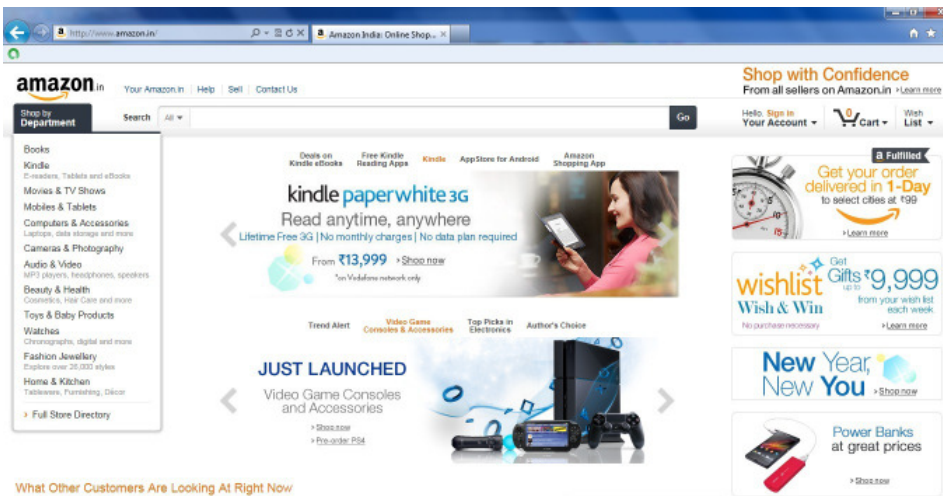 http://www.amazon.in/
Amazon India: Online Shop...
amazon.in
Your Amazon.in | Help | Sell | Contact Us
Shop with Confidence
From all sellers on Amazon.in › Learn more
Shop by
Department
Search All Go
Hello. Sign in
Your Account
0
Cart
Wish
List
Books
Kindle
E-readers, Tablets and eBooks
Movies & TV Shows
Mobiles & Tablets
Computers & Accessories
Laptops, data storage and more
Cameras & Photography
Audio & Video
MP3 players, headphones, speakers
Beauty & Health
Cosmetics, Hair Care and more
Toys & Baby Products
Watches
Chronographs, digital and more
Fashion Jewellery
Explore over 26,000 styles
Home & Kitchen
Tableware, Furnishing, Décor
› Full Store Directory
Deals on
Kindle eBooks
Free Kindle
Reading Apps
Kindle
AppStore for Android
Amazon
Shopping App
kindle paperwhite 3G
Read anytime, anywhere
Lifetime Free 3G | No monthly charges | No data plan required
From ₹13,999 › Shop now
*on Vodafone network only
Trend Alert
Video Game
Consoles & Accessories
Top Picks in
Electronics
Author's Choice
JUST LAUNCHED
Video Game Consoles
and Accessories
› Shop now
› Pre-order PS4
a Fulfilled
Get your order
delivered in 1-Day
to select cities at ₹99
› Learn more
wishlist
Wish & Win
No purchase necessary
Get
Gifts
up to
₹9,999
from your wish list
each week
› Learn more
New Year,
New You › Shop now
Power Banks
at great prices
› Shop now
What Other Customers Are Looking At Right Now